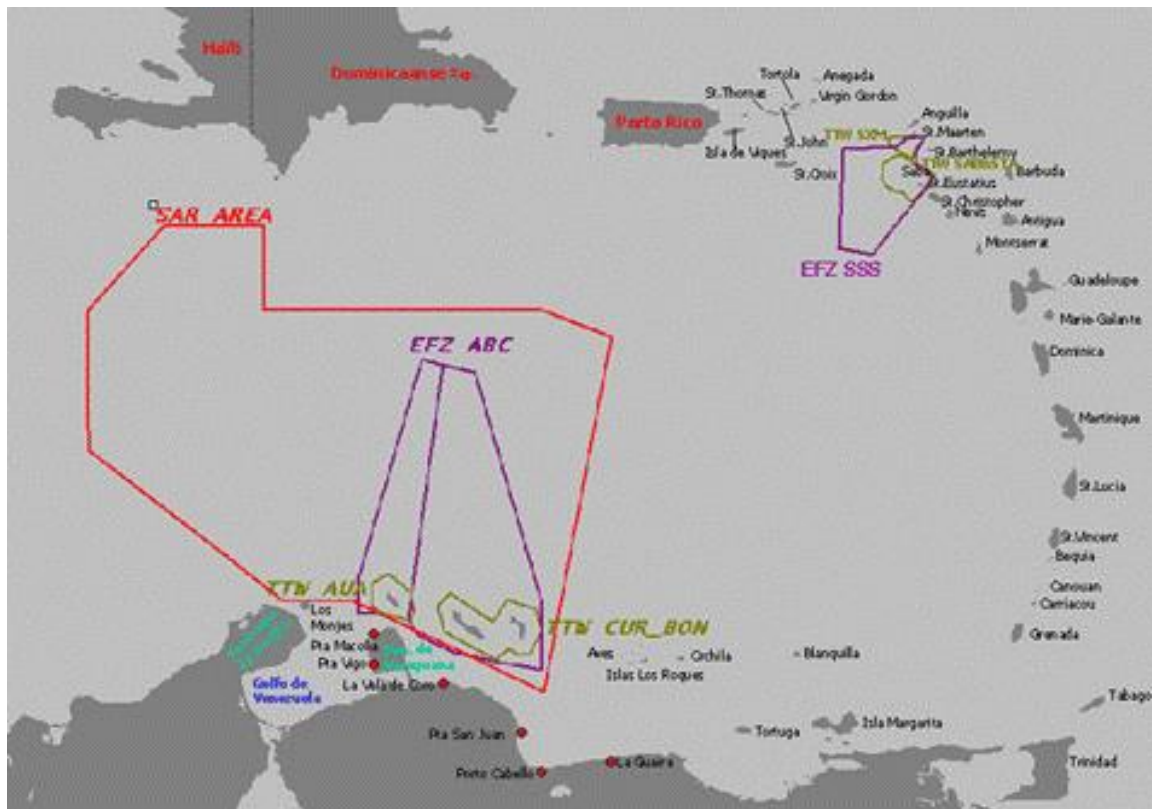 Haïti
Dominicaanse
Porto Rico
Tortola
Anegada
St.Thomas
Virgin Gordon
St.John
Isla de Viques
St.Croix
Anguilla
TTW SXM
St.Maarten
St.Barthelemy
Saba
Barbuda
St.Eustatius
St.Christopher
Nevis
Antigua
Montserrat
EFZ SSS
SAR AREA
Guadeloupe
Marie-Galante
Dominica
EFZ ABC
Martinique
St.Lucia
St.Vincent
Bequia
Canouan
Carriacou
Grenada
TTW AUA
TTW CUR_BON
Los
Monjes
Pta Macolla
Pta Vigo
La Vela de Coro
Golfo de
Venezuela
Aves
Orchila
Islas Los Roques
Blanquilla
Tabago
Pta San Juan
Tortuga
Isla Margarita
Porto Cabello
La Guaira
Trinidad